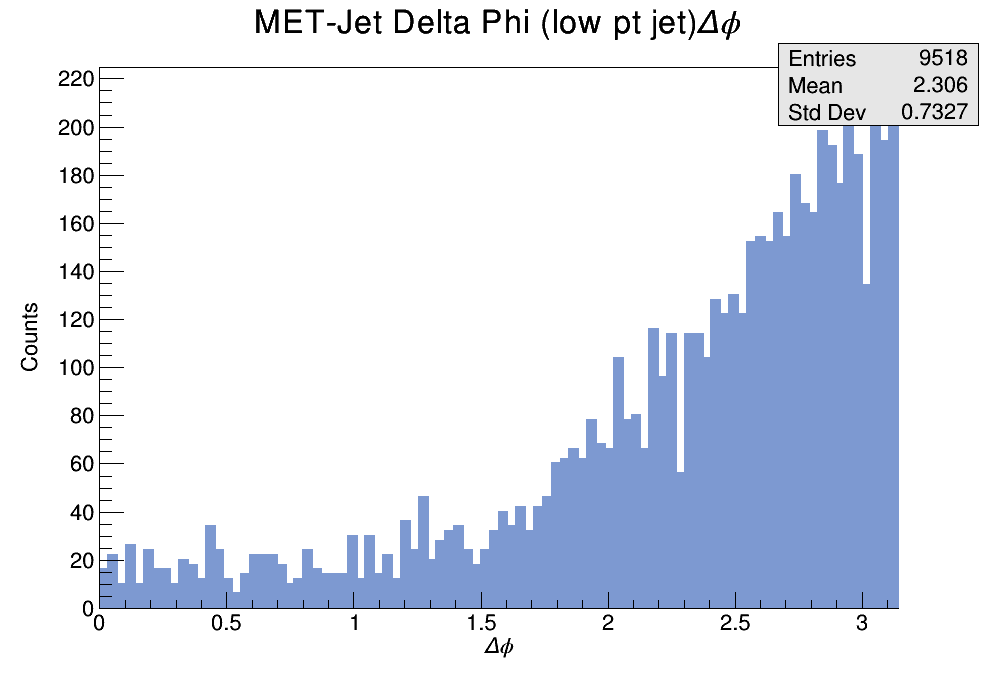 MET-Jet Delta Phi (low pt jet)Δϕ
Entries 9518
Mean 2.306
Std Dev 0.7327
220
200
180
160
140
120
100
80
60
40
20
0
Counts
0 0.5 1 1.5 2 2.5 3
Δϕ